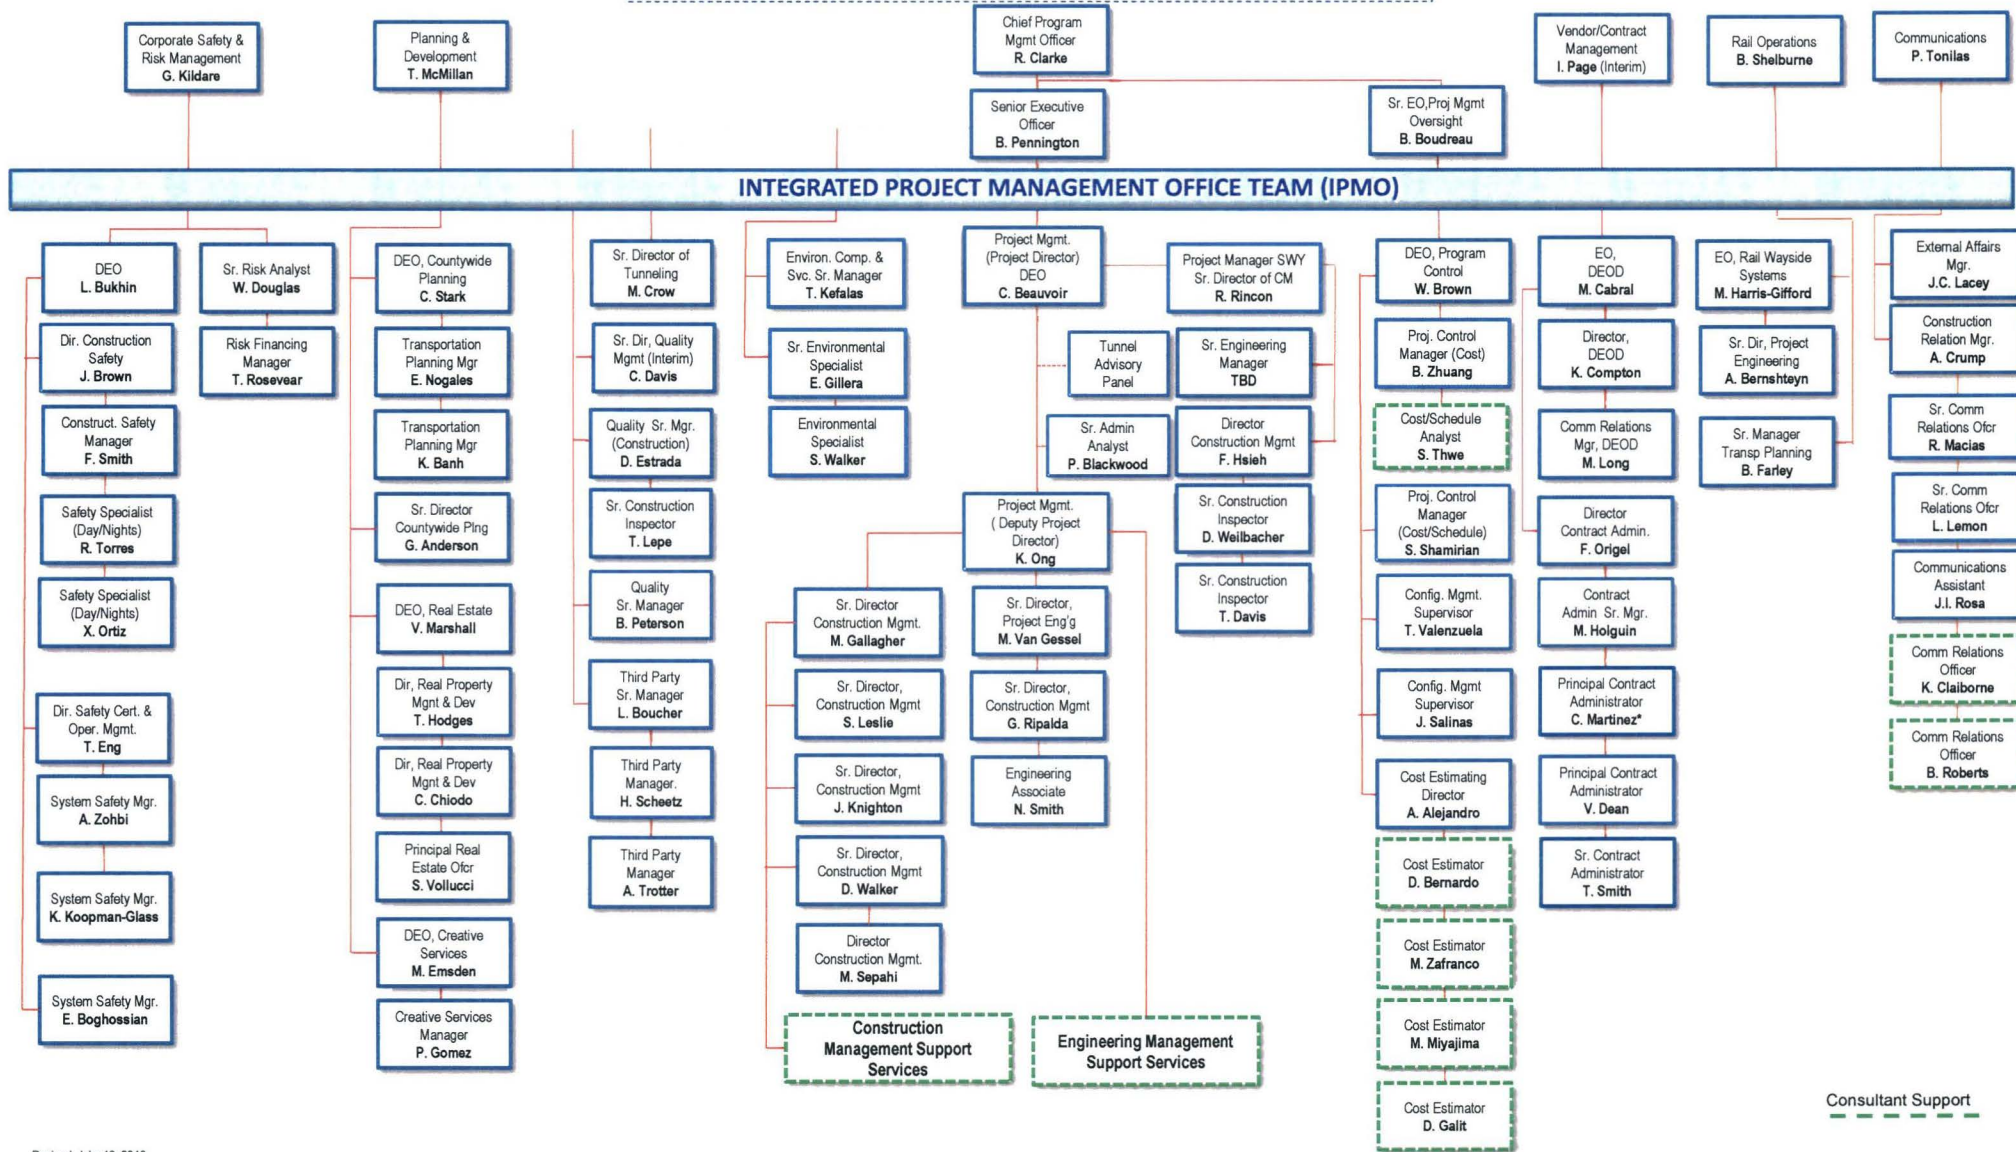 Corporate Safety &
Risk Management
G. Kildare
Planning &
Development
T. McMillan
Chief Program
Mgmt Officer
R. Clarke
Senior Executive
Officer
B. Pennington
Sr. EO,Proj Mgmt
Oversight
B. Boudreau
Vendor/Contract
Management
I. Page (Interim)
Rail Operations
B. Shelburne
Communications
P. Tonilas
INTEGRATED PROJECT MANAGEMENT OFFICE TEAM (IPMO)
DEO
L. Bukhin
Dir. Construction
Safety
J. Brown
Construct. Safety
Manager
F. Smith
Safety Specialist
(Day/Nights)
R. Torres
Safety Specialist
(Day/Nights)
X. Ortiz
Dir. Safety Cert. &
Oper. Mgmt.
T. Eng
System Safety Mgr.
A. Zohbi
System Safety Mgr.
K. Koopman-Glass
System Safety Mgr.
E. Boghossian
Sr. Risk Analyst
W. Douglas
Risk Financing
Manager
T. Rosevear
DEO, Countywide
Planning
C. Stark
Transportation
Planning Mgr
E. Nogales
Transportation
Planning Mgr
K. Banh
Sr. Director
Countywide Plng
G. Anderson
DEO, Real Estate
V. Marshall
Dir, Real Property
Mgnt & Dev
T. Hodges
Dir, Real Property
Mgnt & Dev
C. Chiodo
Principal Real
Estate Ofcr
S. Vollucci
DEO, Creative
Services
M. Emsden
Creative Services
Manager
P. Gomez
Sr. Director of
Tunneling
M. Crow
Sr. Dir, Quality
Mgmt (Interim)
C. Davis
Quality Sr. Mgr.
(Construction)
D. Estrada
Sr. Construction
Inspector
T. Lepe
Quality
Sr. Manager
B. Peterson
Third Party
Sr. Manager
L. Boucher
Third Party
Manager.
H. Scheetz
Third Party
Manager
A. Trotter
Environ. Comp. &
Svc. Sr. Manager
T. Kefalas
Sr. Environmental
Specialist
E. Gillera
Environmental
Specialist
S. Walker
Project Mgmt.
(Project Director)
DEO
C. Beauvoir
Tunnel
Advisory
Panel
Sr. Admin
Analyst
P. Blackwood
Project Mgmt.
( Deputy Project
Director)
K. Ong
Sr. Director
Construction Mgmt.
M. Gallagher
Sr. Director,
Construction Mgmt
S. Leslie
Sr. Director,
Construction Mgmt
J. Knighton
Sr. Director,
Construction Mgmt
D. Walker
Director
Construction Mgmt.
M. Sepahi
Construction
Management Support
Services
Sr. Director,
Project Eng'g
M. Van Gessel
Sr. Director,
Construction Mgmt
G. Ripalda
Engineering
Associate
N. Smith
Engineering Management
Support Services
Project Manager SWY
Sr. Director of CM
R. Rincon
Sr. Engineering
Manager
TBD
Director
Construction Mgmt
F. Hsieh
Sr. Construction
Inspector
D. Weilbacher
Sr. Construction
Inspector
T. Davis
DEO, Program
Control
W. Brown
Proj. Control
Manager (Cost)
B. Zhuang
Cost/Schedule
Analyst
S. Thwe
Proj. Control
Manager
(Cost/Schedule)
S. Shamirian
Config. Mgmt.
Supervisor
T. Valenzuela
Config. Mgmt
Supervisor
J. Salinas
Cost Estimating
Director
A. Alejandro
Cost Estimator
D. Bernardo
Cost Estimator
M. Zafranco
Cost Estimator
M. Miyajima
Cost Estimator
D. Galit
EO,
DEOD
M. Cabral
Director,
DEOD
K. Compton
Comm Relations
Mgr, DEOD
M. Long
Director
Contract Admin.
F. Origel
Contract
Admin Sr. Mgr.
M. Holguin
Principal Contract
Administrator
C. Martinez*
Principal Contract
Administrator
V. Dean
Sr. Contract
Administrator
T. Smith
EO, Rail Wayside
Systems
M. Harris-Gifford
Sr. Dir, Project
Engineering
A. Bernshteyn
Sr. Manager
Transp Planning
B. Farley
External Affairs
Mgr.
J.C. Lacey
Construction
Relation Mgr.
A. Crump
Sr. Comm
Relations Ofcr
R. Macias
Sr. Comm
Relations Ofcr
L. Lemon
Communications
Assistant
J.I. Rosa
Comm Relations
Officer
K. Claiborne
Comm Relations
Officer
B. Roberts
Consultant Support